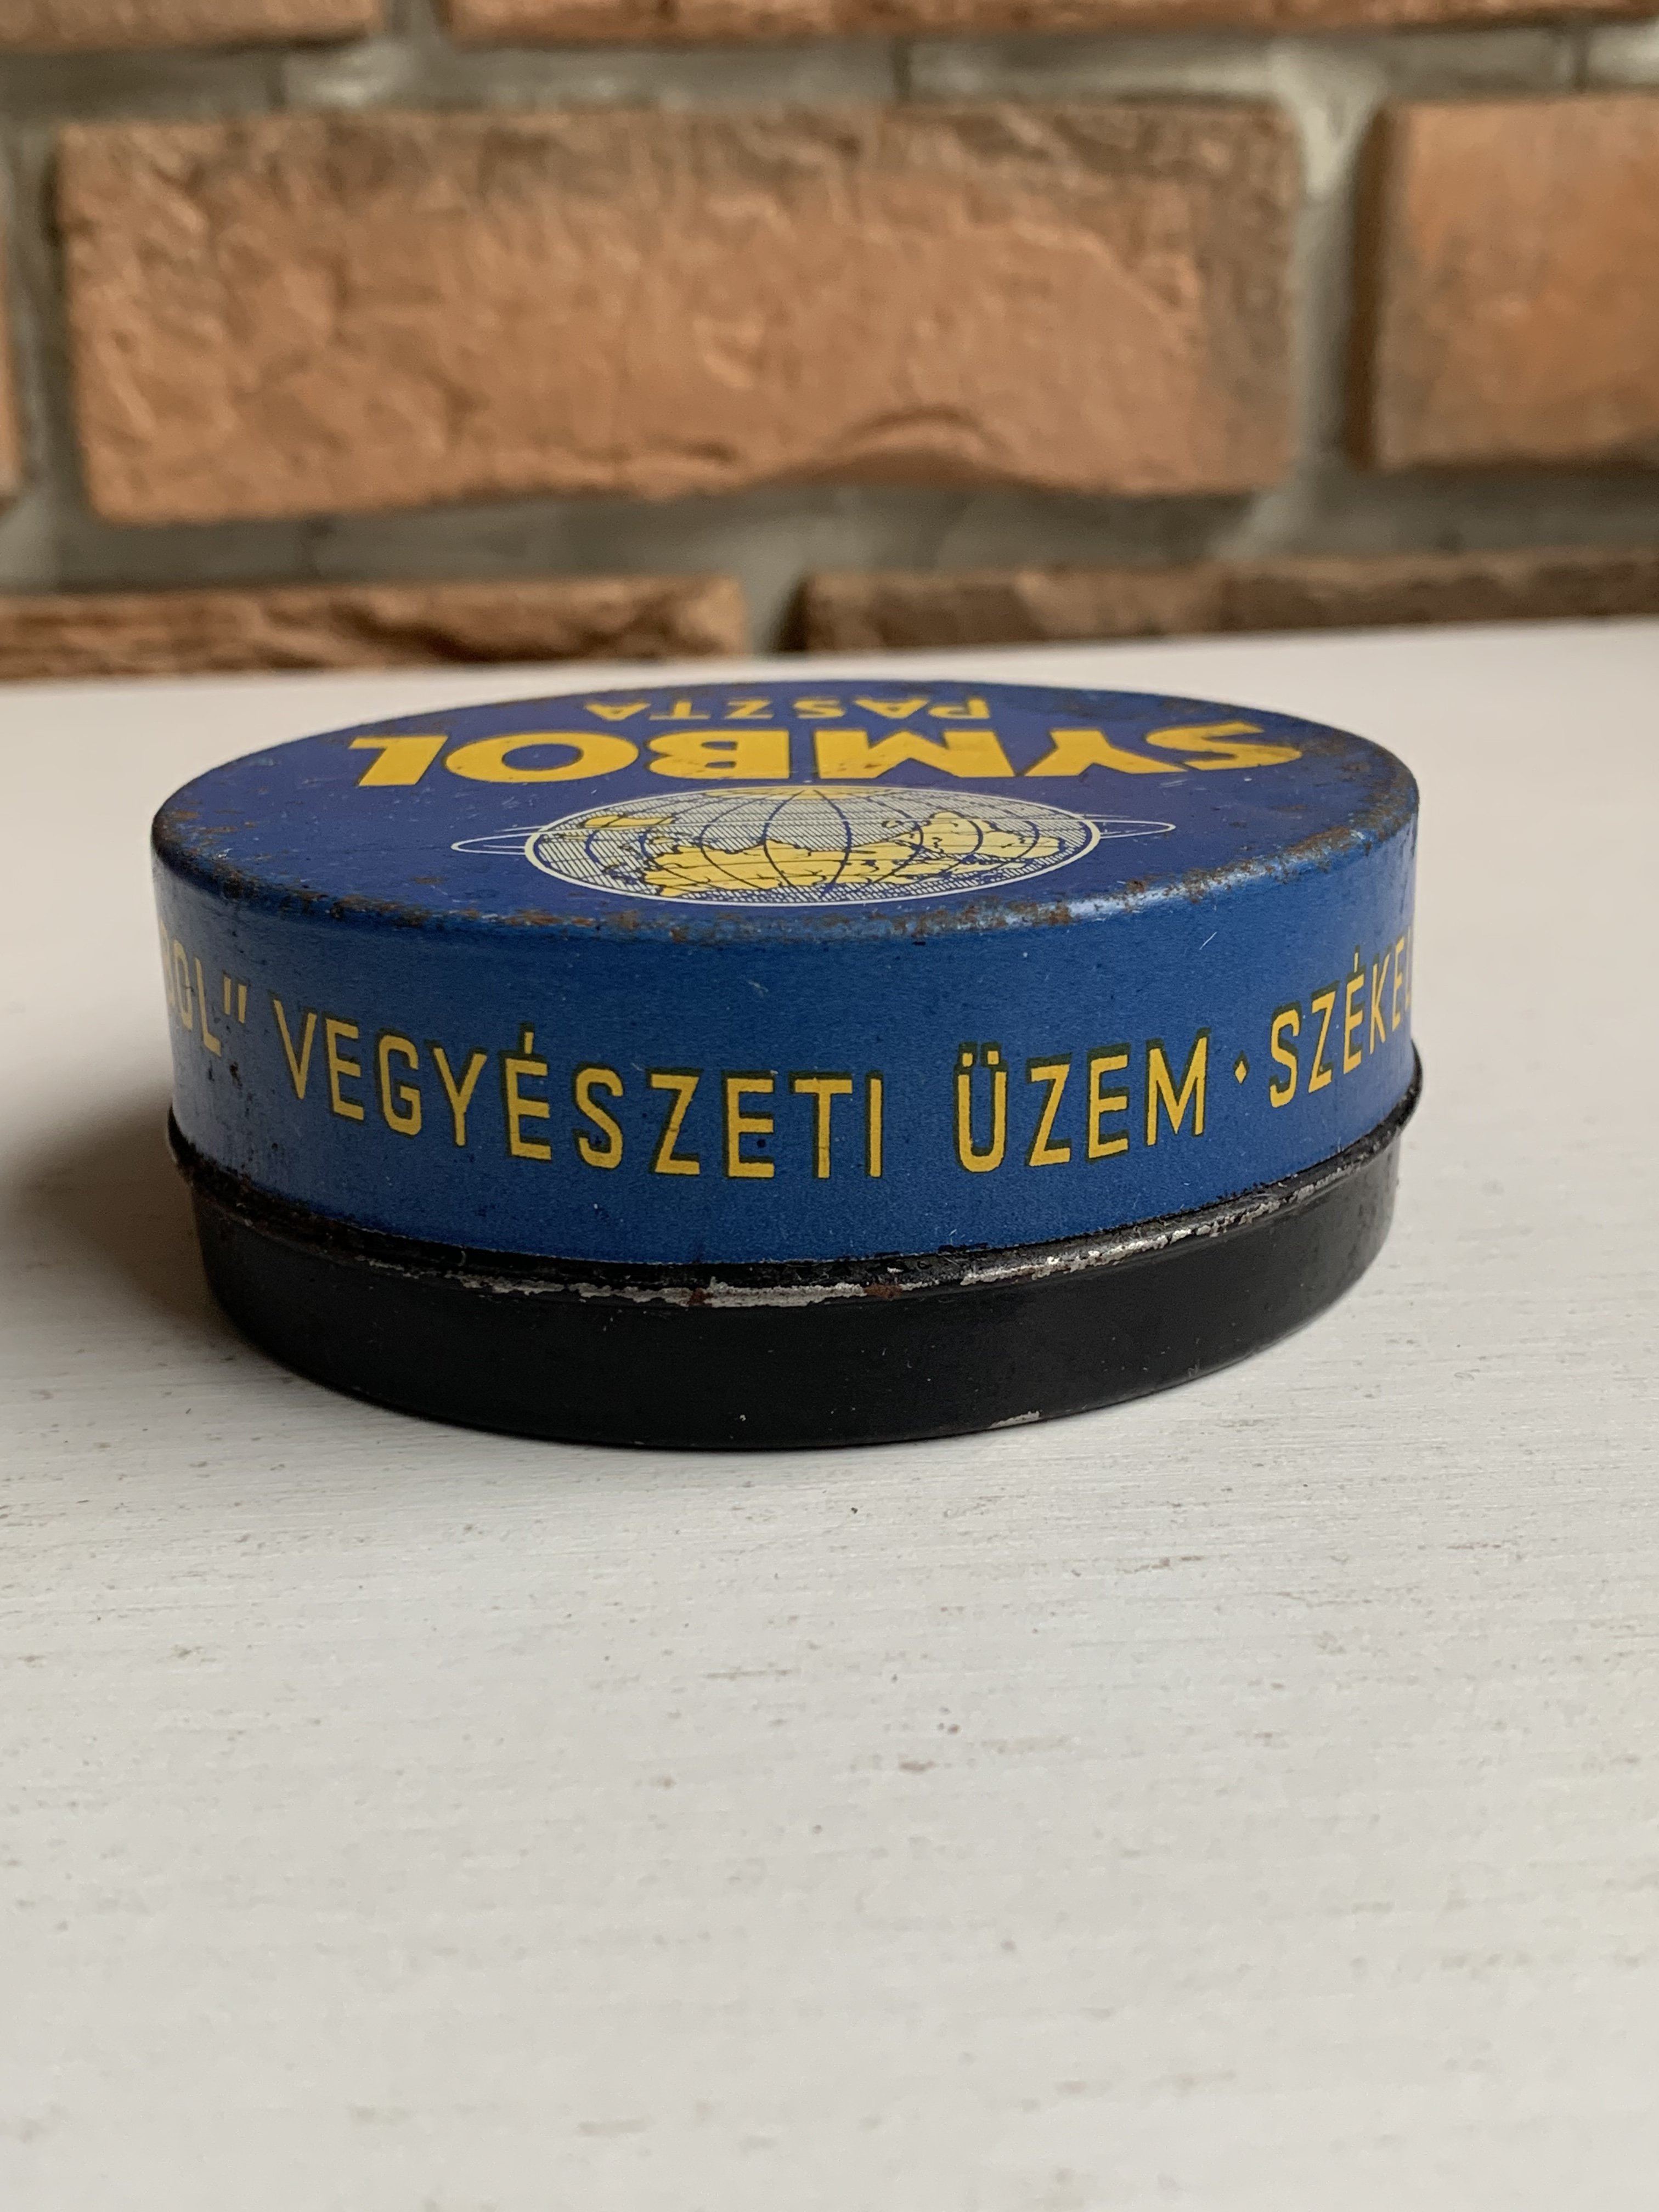 SYMBOL
PASZTA
VEGYÉSZETI ÜZEM •